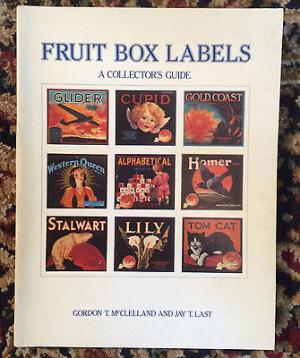 FRUIT BOX LABELS
A COLLECTOR'S GUIDE
GLIDER
CUPID
GOLD COAST
Western Queen
ALPHABETICAL
Homer
STALWART
LILY
TOM CAT
GORDON T. McCLELLAND AND JAY T. LAST